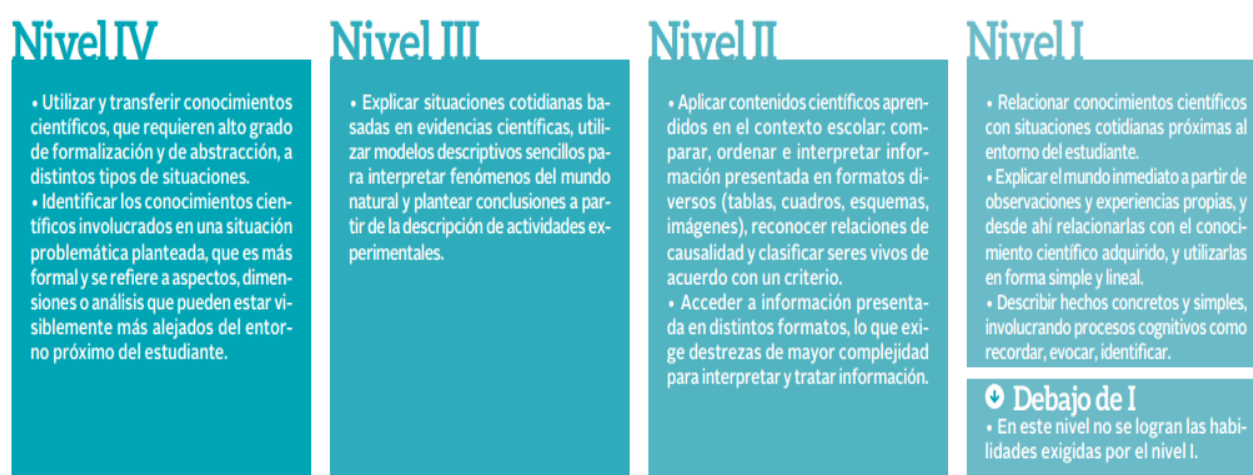 Nivel IV
• Utilizar y transferir conocimientos
científicos, que requieren alto grado
de formalización y de abstracción, a
distintos tipos de situaciones.
• Identificar los conocimientos cien-
tíficos involucrados en una situación
problemática planteada, que es más
formal y se refiere a aspectos, dimen-
siones o análisis que pueden estar vi-
siblemente más alejados del entor-
no próximo del estudiante.
Nivel III
• Explicar situaciones cotidianas ba-
sadas en evidencias científicas, utili-
zar modelos descriptivos sencillos pa-
ra interpretar fenómenos del mundo
natural y plantear conclusiones a par-
tir de la descripción de actividades ex-
perimentales.
Nivel II
• Aplicar contenidos científicos apren-
didos en el contexto escolar: com-
parar, ordenar e interpretar infor-
mación presentada en formatos di-
versos (tablas, cuadros, esquemas,
imágenes), reconocer relaciones de
causalidad y clasificar seres vivos de
acuerdo con un criterio.
• Acceder a información presenta-
da en distintos formatos, lo que exi-
ge destrezas de mayor complejidad
para interpretar y tratar información.
Nivel I
• Relacionar conocimientos científicos
con situaciones cotidianas próximas al
entorno del estudiante.
• Explicar el mundo inmediato a partir de
observaciones y experiencias propias, y
desde ahí relacionarlas con el conoci-
miento científico adquirido, y utilizarlas
en forma simple y lineal.
• Describir hechos concretos y simples,
involucrando procesos cognitivos como
recordar, evocar, identificar.
Debajo de I
• En este nivel no se logran las habi-
lidades exigidas por el nivel I.